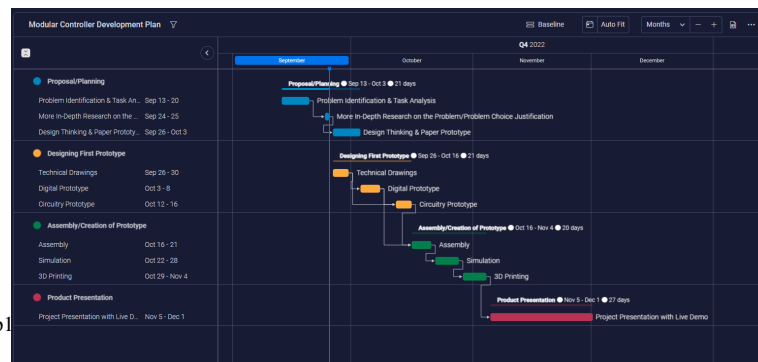 Modular Controller Development Plan
Baseline
Auto Fit
Months
Q4 2022
September
October
November
December
Proposal/Planning
Proposal/Planning Sep 13 - Oct 3 21 days
Problem Identification & Task An... Sep 13 - 20
Problem Identification & Task Analysis
More In-Depth Research on the ... Sep 24 - 25
More In-Depth Research on the Problem/Problem Choice Justification
Design Thinking & Paper Prototy... Sep 26 - Oct 3
Design Thinking & Paper Prototype
Designing First Prototype
Designing First Prototype Sep 26 - Oct 16 21 days
Technical Drawings Sep 26 - 30
Technical Drawings
Digital Prototype Oct 3 - 8
Digital Prototype
Circuitry Prototype Oct 12 - 16
Circuitry Prototype
Assembly/Creation of Prototype
Assembly/Creation of Prototype Oct 16 - Nov 4 20 days
Assembly Oct 16 - 21
Assembly
Simulation Oct 22 - 28
Simulation
3D Printing Oct 29 - Nov 4
3D Printing
Product Presentation
Product Presentation Nov 5 - Dec 1 27 days
Project Presentation with Live D... Nov 5 - Dec 1
Project Presentation with Live Demo